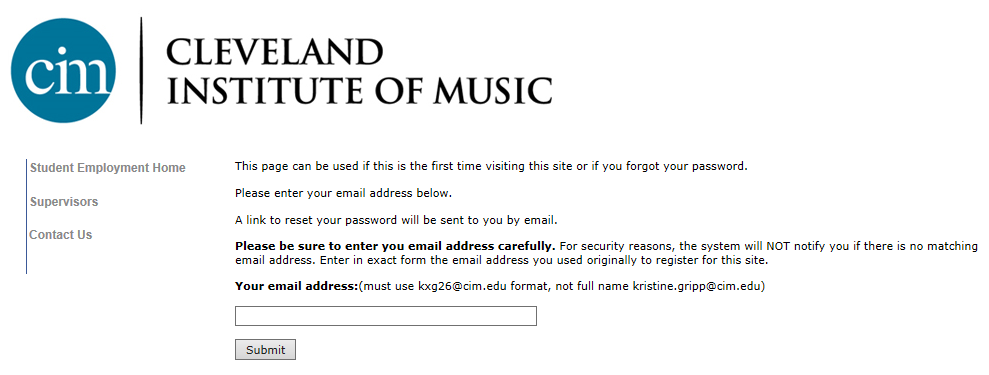 cim
CLEVELAND
INSTITUTE OF MUSIC
Student Employment Home
Supervisors
Contact Us
This page can be used if this is the first time visiting this site or if you forgot your password.
Please enter your email address below.
A link to reset your password will be sent to you by email.
Please be sure to enter you email address carefully. For security reasons, the system will NOT notify you if there is no matching
email address. Enter in exact form the email address you used originally to register for this site.
Your email address:(must use kxg26@cim.edu format, not full name kristine.gripp@cim.edu)
Submit